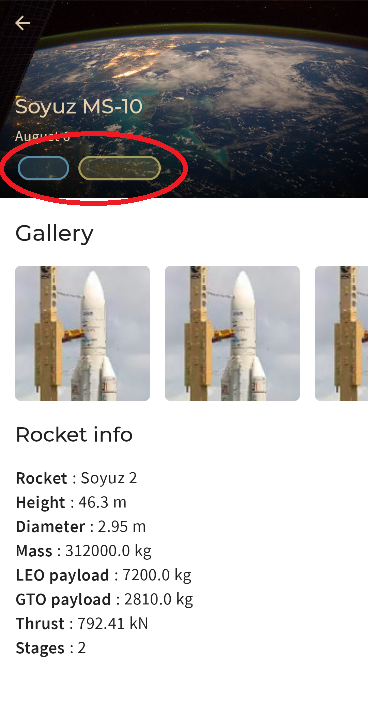 Soyuz MS-10
August 6
Gallery
Rocket info
Rocket : Soyuz 2
Height : 46.3 m
Diameter : 2.95 m
Mass : 312000.0 kg
LEO payload : 7200.0 kg
GTO payload : 2810.0 kg
Thrust : 792.41 kN
Stages : 2